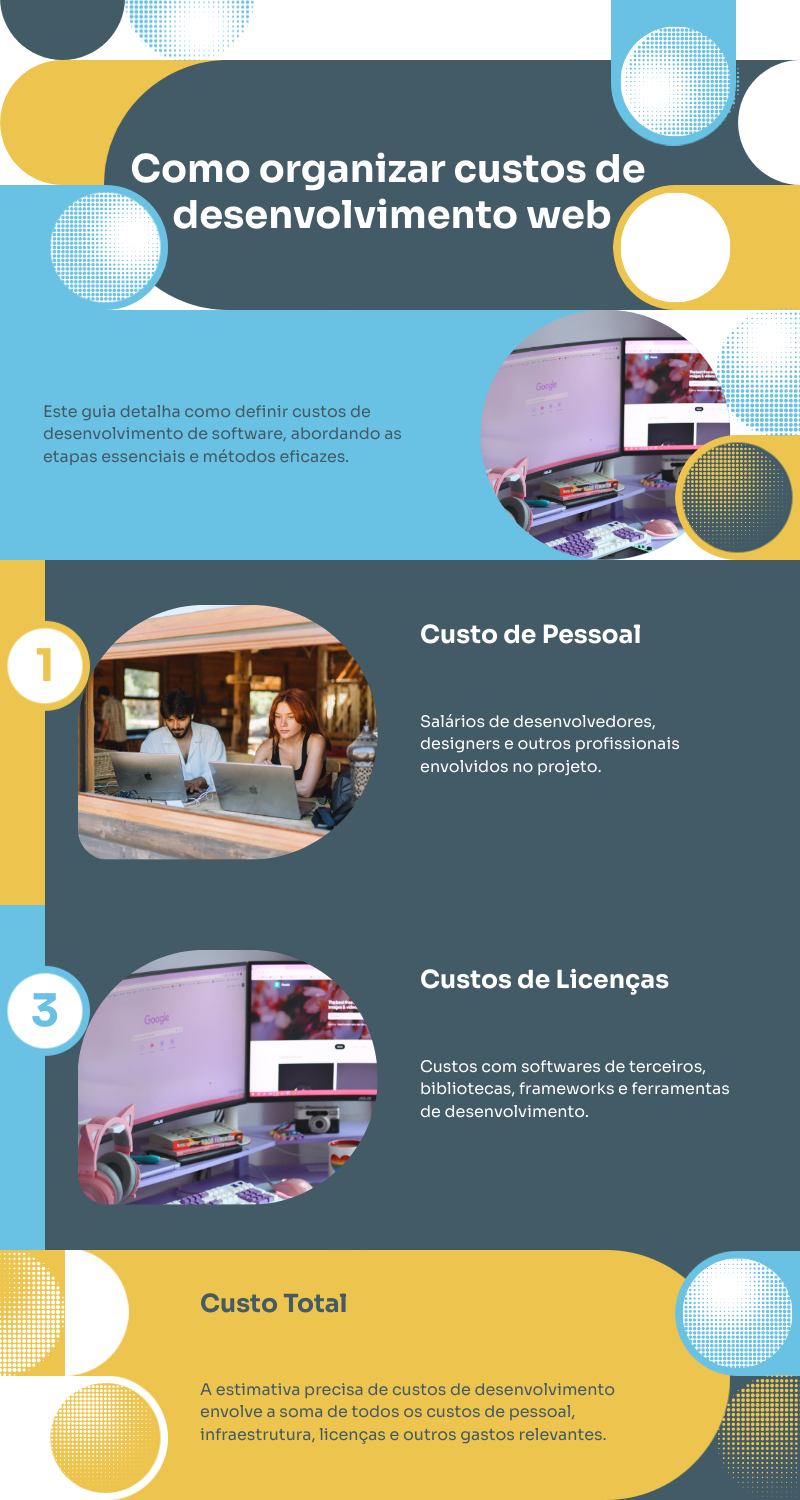 Como organizar custos de
desenvolvimento web
Este guia detalha como definir custos de
desenvolvimento de software, abordando as
etapas essenciais e métodos eficazes.
Google
1
Custo de Pessoal
Salários de desenvolvedores,
designers e outros profissionais
envolvidos no projeto.
3
Custos de Licenças
Custos com softwares de terceiros,
bibliotecas, frameworks e ferramentas
de desenvolvimento.
Google
Custo Total
A estimativa precisa de custos de desenvolvimento
envolve a soma de todos os custos de pessoal,
infraestrutura, licenças e outros gastos relevantes.